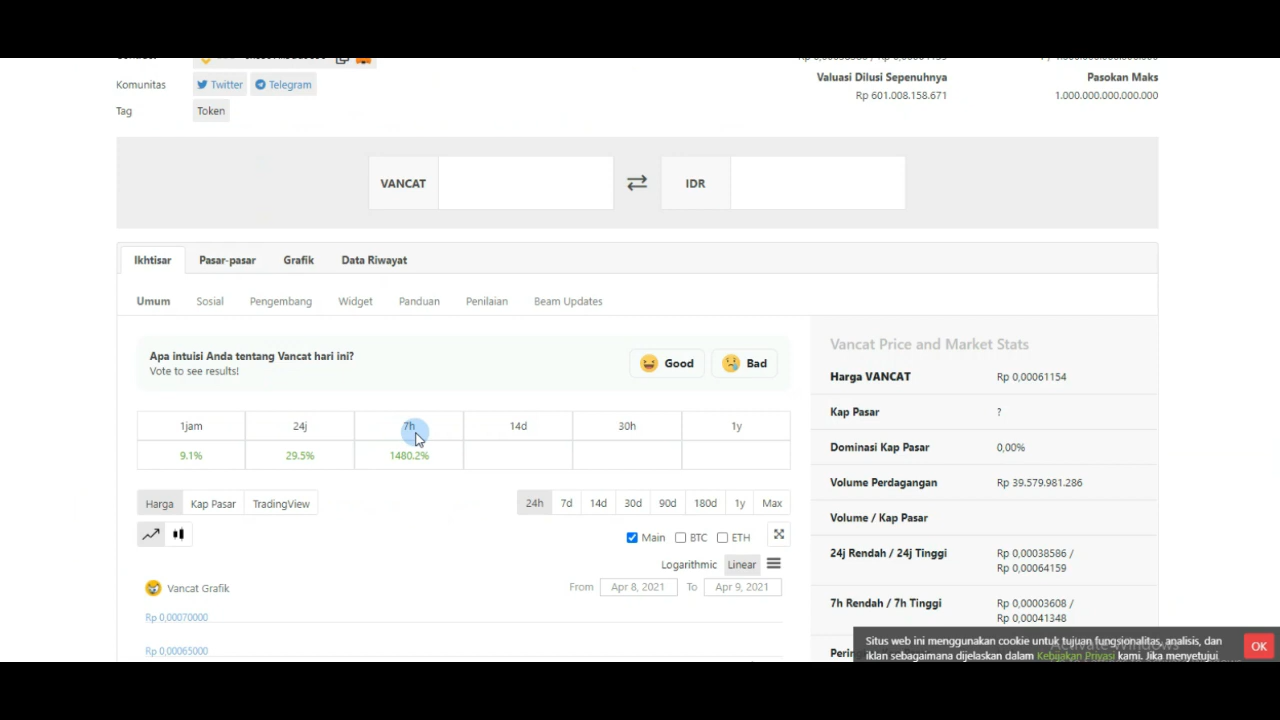 Komunitas
Twitter
Telegram
Valuasi Dilusi Sepenuhnya
Pasokan Maks
Rp 601.008.158.671
1.000.000.000.000.000
Tag
Token
VANCAT
IDR
Ikhtisar
Pasar-pasar
Grafik
Data Riwayat
Umum
Sosial
Pengembang
Widget
Panduan
Penilaian
Beam Updates
Apa intuisi Anda tentang Vancat hari ini?
Vote to see results!
Good
Bad
1jam 24j 7h 14d 30h 1y
9.1% 29.5% 1480.2%
Harga
Kap Pasar
TradingView
24h 7d 14d 30d 90d 180d 1y Max
Main BTC ETH
Logarithmic Linear
Vancat Grafik
From Apr 8, 2021 To Apr 9, 2021
Rp 0,00070000
Rp 0,00065000
Vancat Price and Market Stats
Harga VANCAT Rp 0,00061154
Kap Pasar ?
Dominasi Kap Pasar 0,00%
Volume Perdagangan Rp 39.579.981.286
Volume / Kap Pasar
24j Rendah / 24j Tinggi Rp 0,00038586 /
Rp 0,00064159
7h Rendah / 7h Tinggi Rp 0,00003608 /
Rp 0,00041348
Situs web ini menggunakan cookie untuk tujuan fungsionalitas, analisis, dan
iklan sebagaimana dijelaskan dalam Kebijakan Privasi kami. Jika menyetujui
OK
Activate Windows